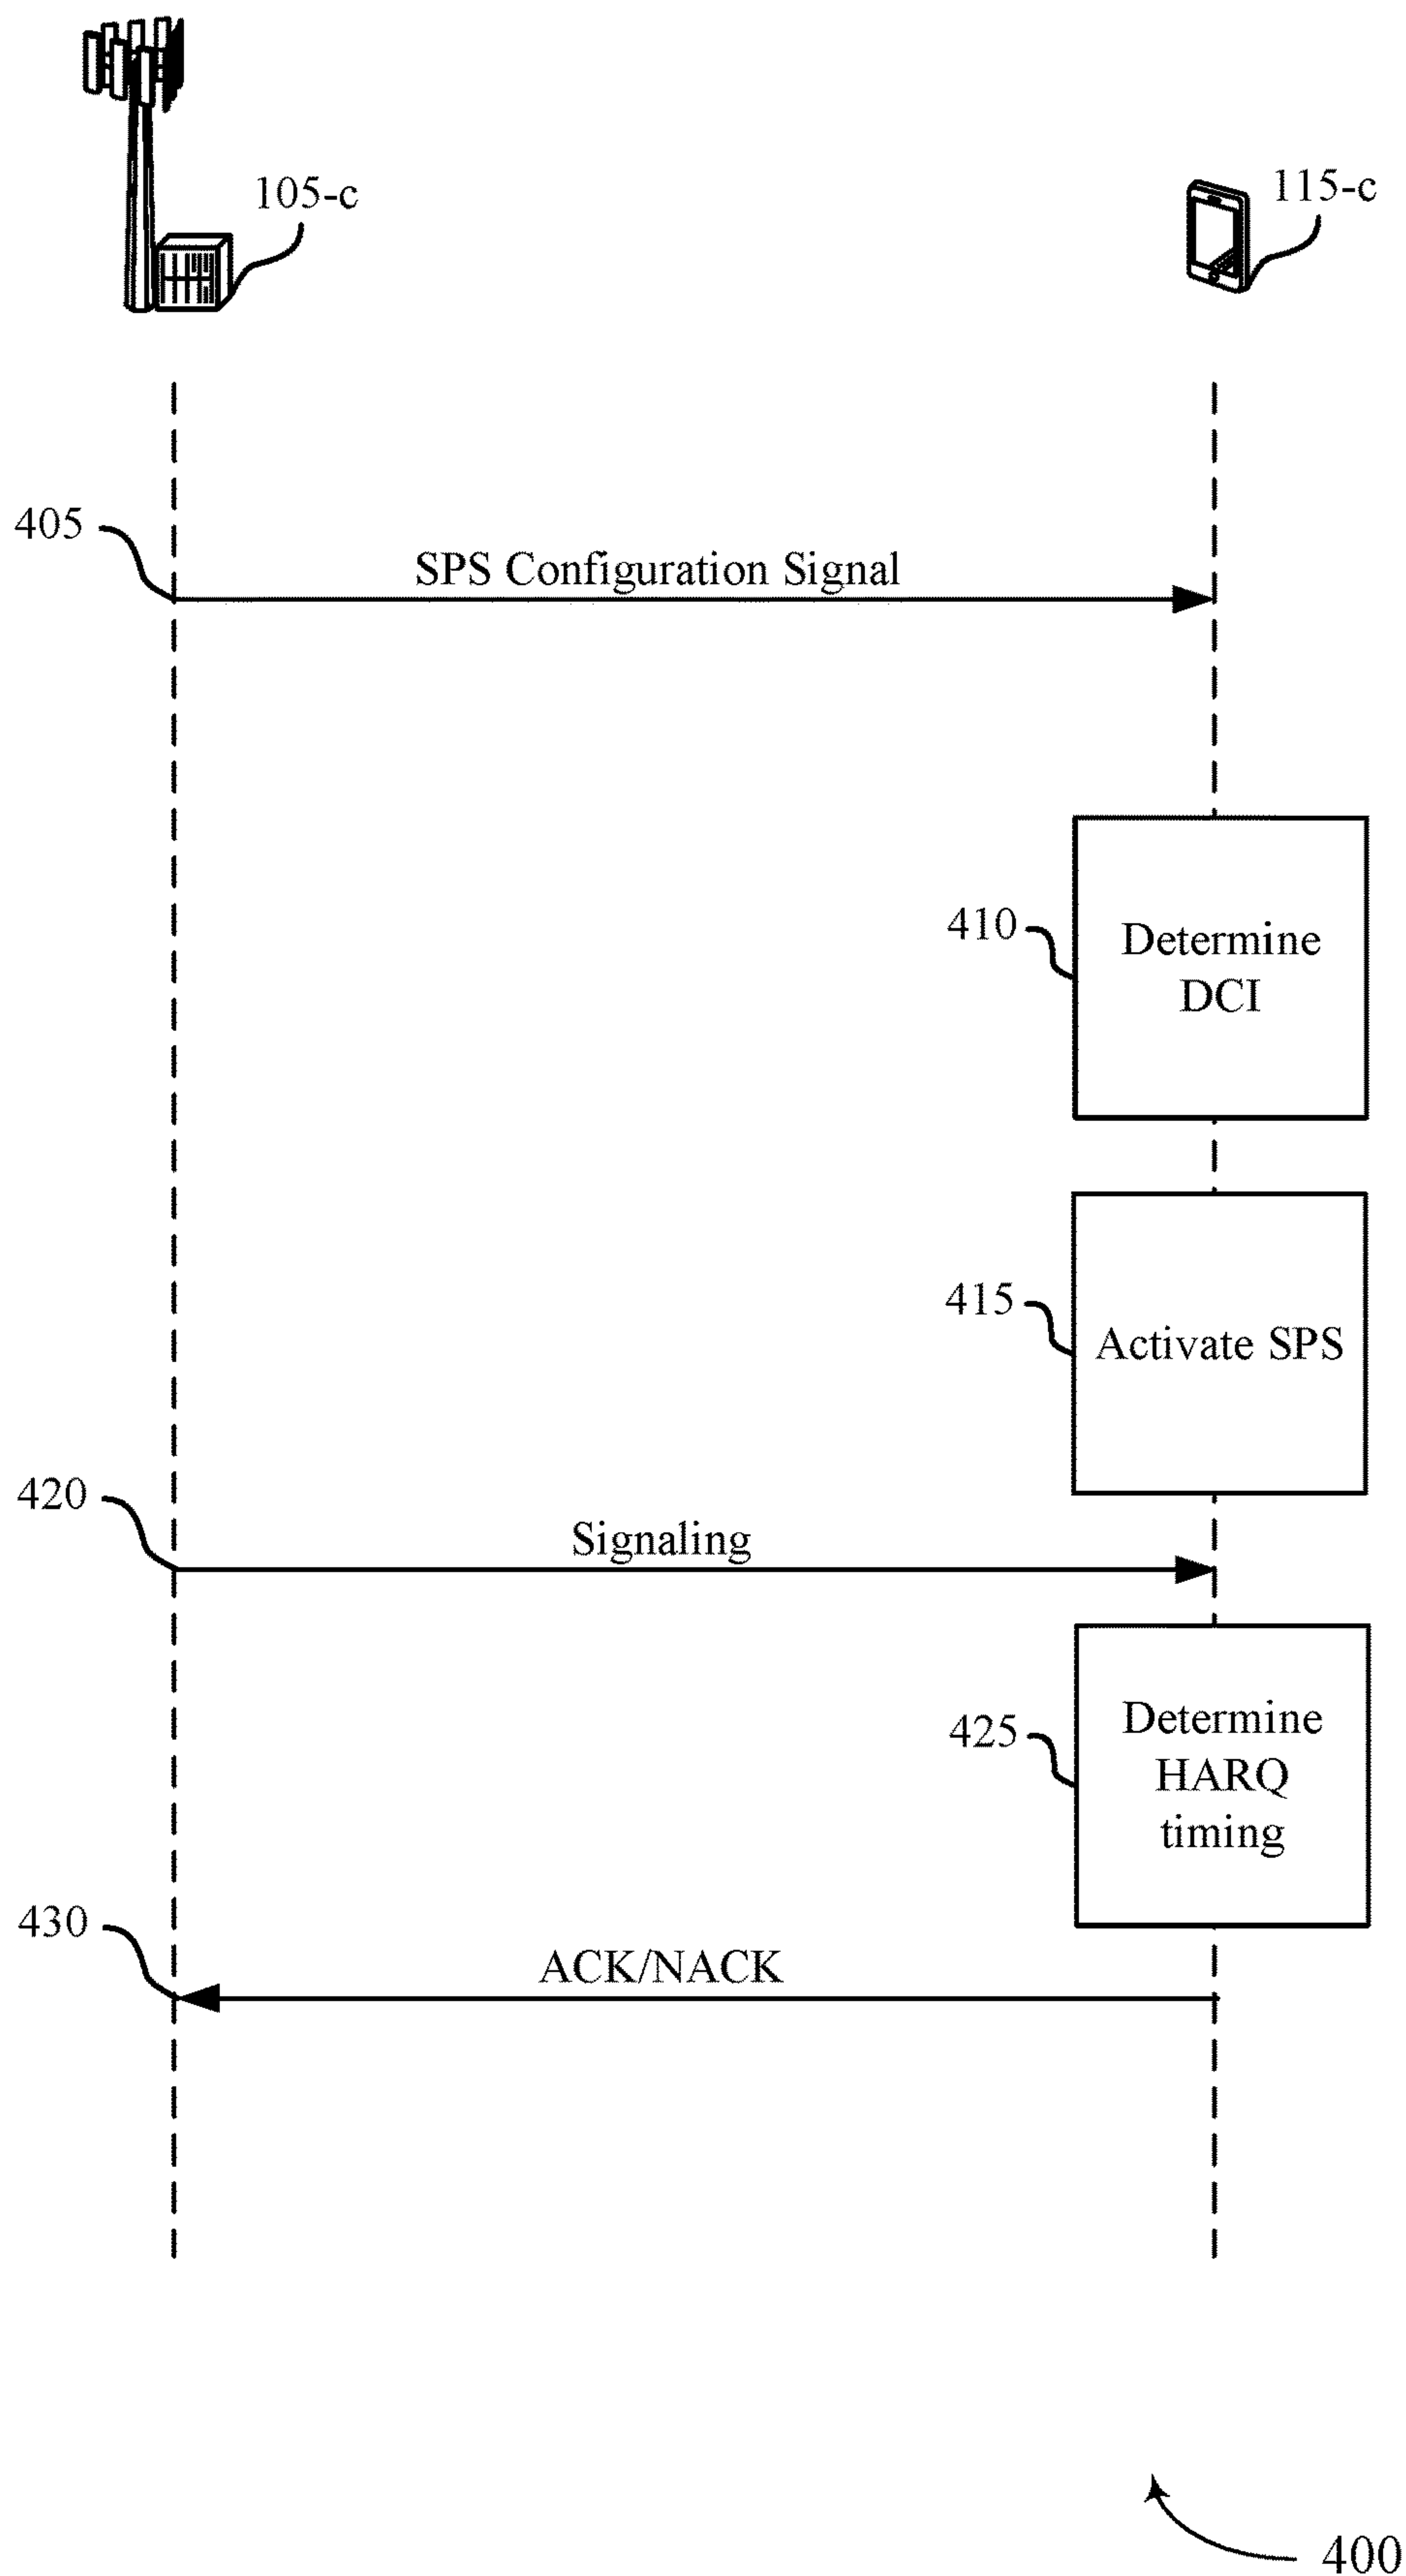 105-c
115-c
405
SPS Configuration Signal
410
Determine
DCI
415
Activate SPS
420
Signaling
425
Determine
HARQ
timing
430
ACK/NACK
400